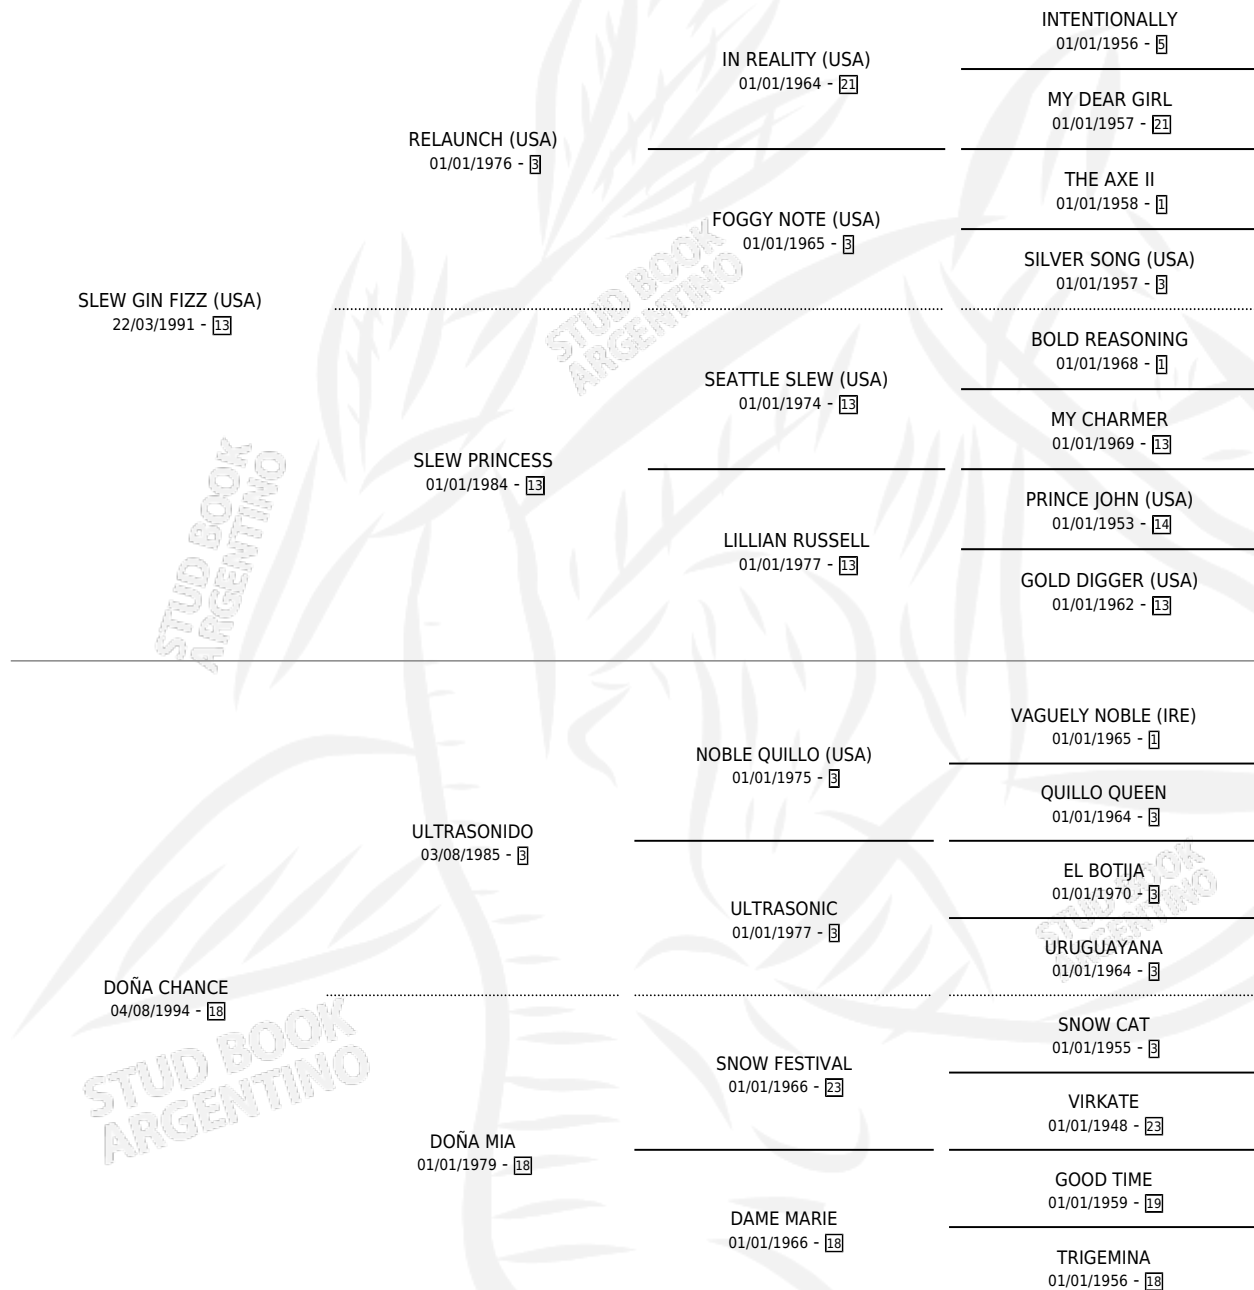 SLEW GIN FIZZ (USA)
22/03/1991 - 13
RELAUNCH (USA)
01/01/1976 - 3
SLEW PRINCESS
01/01/1984 - 13
IN REALITY (USA)
01/01/1964 - 21
FOGGY NOTE (USA)
01/01/1965 - 3
SEATTLE SLEW (USA)
01/01/1974 - 13
LILLIAN RUSSELL
01/01/1977 - 13
INTENTIONALLY
01/01/1956 - 5
MY DEAR GIRL
01/01/1957 - 21
THE AXE II
01/01/1958 - 1
SILVER SONG (USA)
01/01/1957 - 3
BOLD REASONING
01/01/1968 - 1
MY CHARMER
01/01/1969 - 13
PRINCE JOHN (USA)
01/01/1953 - 14
GOLD DIGGER (USA)
01/01/1962 - 13
DOÑA CHANCE
04/08/1994 - 18
ULTRASONIDO
03/08/1985 - 3
DOÑA MIA
01/01/1979 - 18
NOBLE QUILLO (USA)
01/01/1975 - 3
ULTRASONIC
01/01/1977 - 3
SNOW FESTIVAL
01/01/1966 - 23
DAME MARIE
01/01/1966 - 18
VAGUELY NOBLE (IRE)
01/01/1965 - 1
QUILLO QUEEN
01/01/1964 - 3
EL BOTIJA
01/01/1970 - 3
URUGUAYANA
01/01/1964 - 3
SNOW CAT
01/01/1955 - 3
VIRKATE
01/01/1948 - 23
GOOD TIME
01/01/1959 - 19
TRIGEMINA
01/01/1956 - 18
STUD BOOK
ARGENTINO
STUD BOOK
ARGENTINO
STUD BOOK
ARGENTINO
STUD BOOK
ARGENTINO